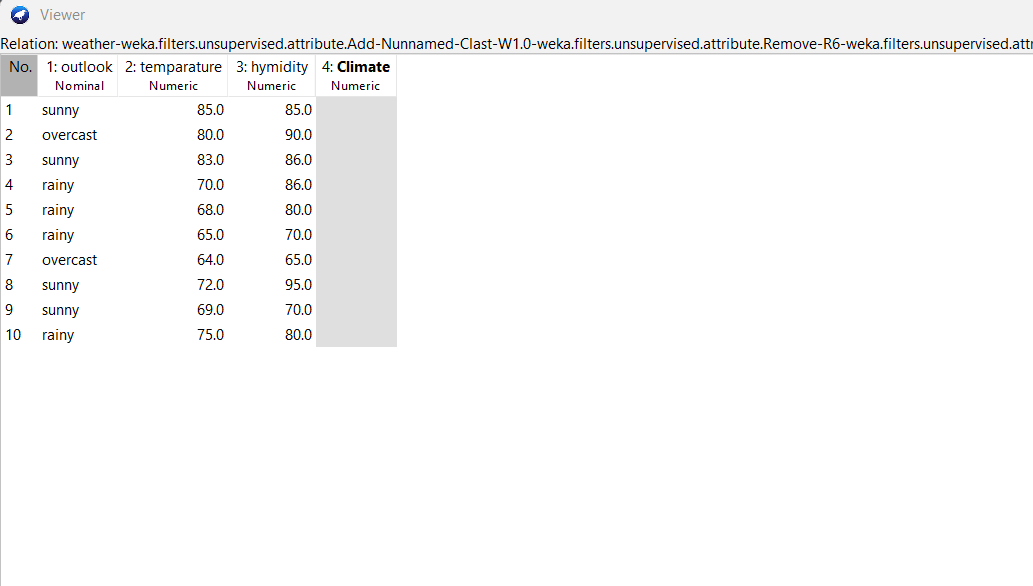 Viewer
Relation: weather-weka.filters.unsupervised.attribute.Add-Nunnamed-Clast-W1.0-weka.filters.unsupervised.attribute.Remove-R6-weka.filters.unsupervised.att
No. 1: outlook 2: temparature 3: hymidity 4: Climate
Nominal Numeric Numeric Numeric
1 sunny 85.0 85.0
2 overcast 80.0 90.0
3 sunny 83.0 86.0
4 rainy 70.0 86.0
5 rainy 68.0 80.0
6 rainy 65.0 70.0
7 overcast 64.0 65.0
8 sunny 72.0 95.0
9 sunny 69.0 70.0
10 rainy 75.0 80.0